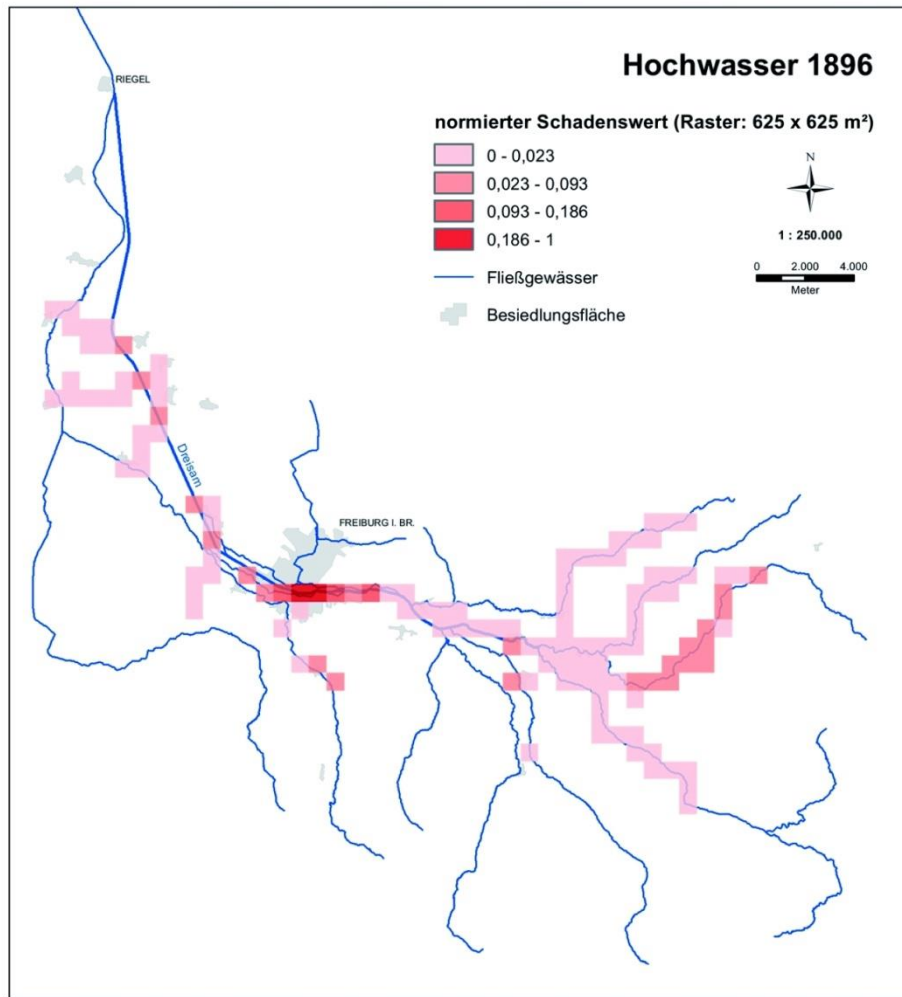 Hochwasser 1896
RIEGEL
normierter Schadenswert (Raster: 625 x 625 m²)
0 - 0,023
0,023 - 0,093
0,093 - 0,186
0,186 - 1
Fließgewässer
Besiedlungsfläche
N
1 : 250.000
0 2.000 4.000
Meter
Dreisam
FREIBURG I. BR.